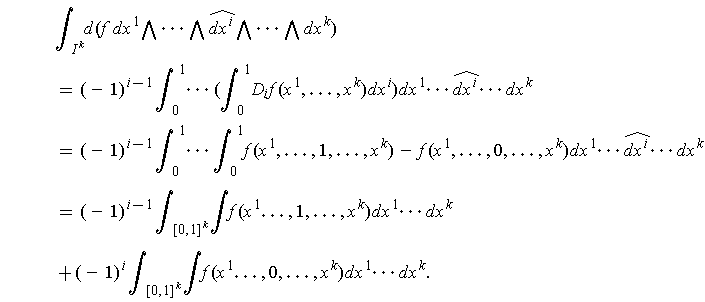 ∫_{I^k} d(f dx^1 ⋀ ⋯ ⋀ \widehat{dx^i} ⋀ ⋯ ⋀ dx^k)
= (−1)^{i−1} ∫_0^1 ⋯ (∫_0^1 D_i f(x^1, …, x^k)dx^i)dx^1 ⋯ \widehat{dx^i} ⋯ dx^k
= (−1)^{i−1} ∫_0^1 ⋯ ∫_0^1 f(x^1, …, 1, …, x^k) − f(x^1, …, 0, …, x^k)dx^1 ⋯ \widehat{dx^i} ⋯ dx^k
= (−1)^{i−1} ∫_{[0,1]^k} ∫ f(x^1 …, 1, …, x^k)dx^1 ⋯ dx^k
+ (−1)^i ∫_{[0,1]^k} ∫ f(x^1 …, 0, …, x^k)dx^1 ⋯ dx^k.